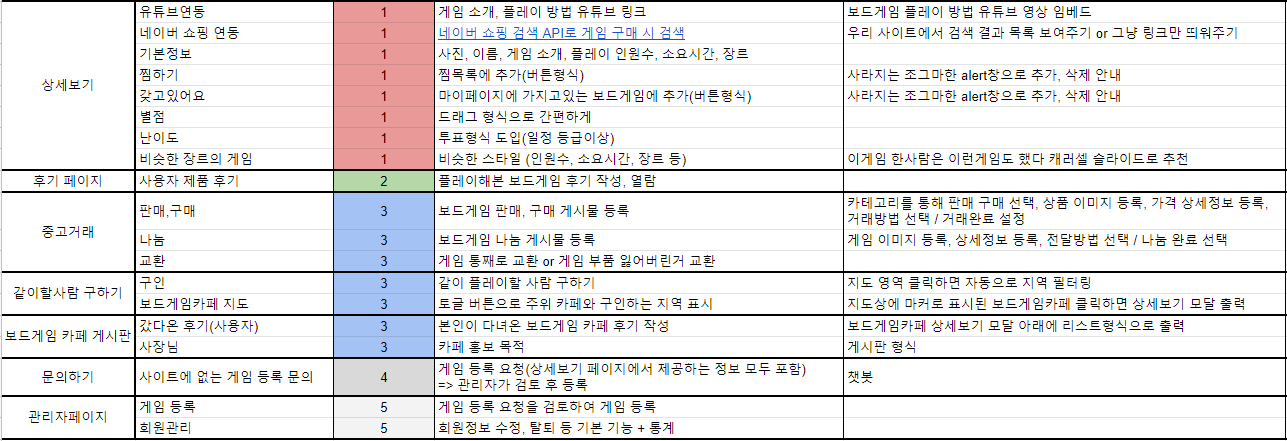 유튜브연동 1 게임 소개, 플레이 방법 유튜브 링크 보드게임 플레이 방법 유튜브 영상 임베드
네이버 쇼핑 연동 1 네이버 쇼핑 검색 API로 게임 구매 시 검색 우리 사이트에서 검색 결과 목록 보여주기 or 그냥 링크만 띄워주기
기본정보 1 사진, 이름, 게임 소개, 플레이 인원수, 소요시간, 장르
찜하기 1 찜목록에 추가(버튼형식) 사라지는 조그마한 alert창으로 추가, 삭제 안내
상세보기
갖고있어요 1 마이페이지에 가지고있는 보드게임에 추가(버튼형식) 사라지는 조그마한 alert창으로 추가, 삭제 안내
별점 1 드래그 형식으로 간편하게
난이도 1 투표형식 도입(일정 등급이상)
비슷한 장르의 게임 1 비슷한 스타일 (인원수, 소요시간, 장르 등) 이게임 한사람은 이런게임도 했다 캐러셀 슬라이드로 추천
후기 페이지 사용자 제품 후기 2 플레이해본 보드게임 후기 작성, 열람
판매,구매 3 보드게임 판매, 구매 게시물 등록 카테고리를 통해 판매 구매 선택, 상품 이미지 등록, 가격 상세정보 등록,
거래방법 선택 / 거래완료 설정
중고거래
나눔 3 보드게임 나눔 게시물 등록 게임 이미지 등록, 상세정보 등록, 전달방법 선택 / 나눔 완료 선택
교환 3 게임 통째로 교환 or 게임 부품 잃어버린거 교환
같이할사람 구하기
구인 3 같이 플레이할 사람 구하기 지도 영역 클릭하면 자동으로 지역 필터링
보드게임카페 지도 3 토글 버튼으로 주위 카페와 구인하는 지역 표시 지도상에 마커로 표시된 보드게임카페 클릭하면 상세보기 모달 출력
보드게임 카페 게시판
갔다온 후기(사용자) 3 본인이 다녀온 보드게임 카페 후기 작성 보드게임카페 상세보기 모달 아래에 리스트형식으로 출력
사장님 3 카페 홍보 목적 게시판 형식
문의하기 사이트에 없는 게임 등록 문의 4 게임 등록 요청(상세보기 페이지에서 제공하는 정보 모두 포함) 챗봇
=> 관리자가 검토 후 등록
관리자페이지
게임 등록 5 게임 등록 요청을 검토하여 게임 등록
회원관리 5 회원정보 수정, 탈퇴 등 기본 기능 + 통계